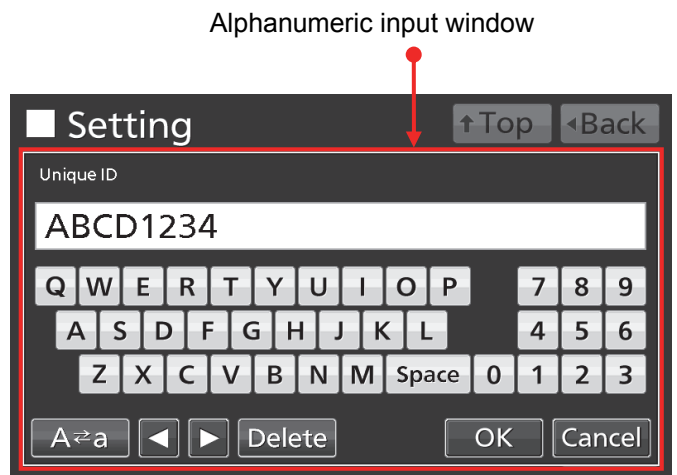 Alphanumeric input window
Setting ↑Top ◂Back
Unique ID
ABCD1234
Q W E R T Y U I O P 7 8 9
A S D F G H J K L 4 5 6
Z X C V B N M Space 0 1 2 3
A⇄a ◀ ▶ Delete OK Cancel